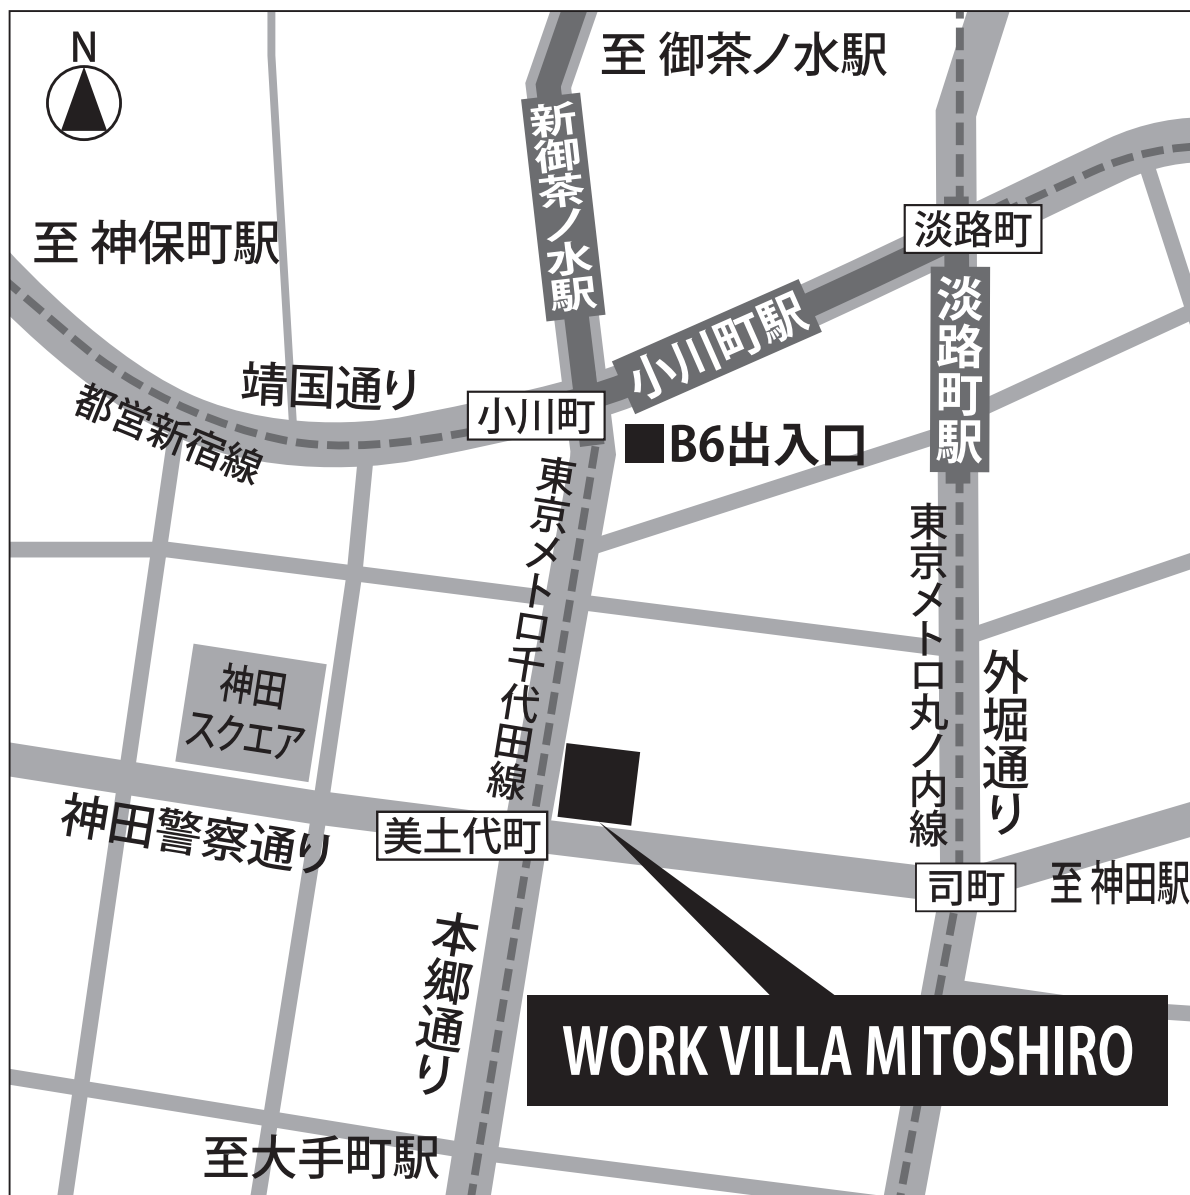 N
至 御茶ノ水駅
新御茶ノ水駅
至 神保町駅
淡路町
淡路町駅
小川町駅
靖国通り
都営新宿線
小川町
B6出入口
東京メトロ千代田線
東京メトロ丸ノ内線
外堀通り
神田
スクエア
神田警察通り
美土代町
司町
至 神田駅
本郷通り
WORK VILLA MITOSHIRO
至大手町駅